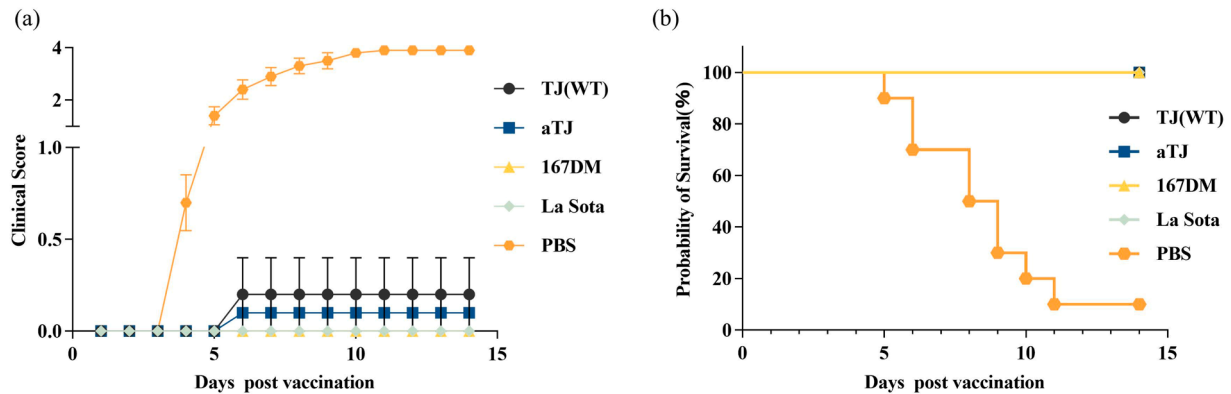 (a)
4
2
1.0
0.5
0.0
Clinical Score
0
5
10
15
Days post vaccination
TJ(WT)
aTJ
167DM
La Sota
PBS
(b)
100
80
60
40
20
0
Probability of Survival(%)
0
5
10
15
Days post vaccination
TJ(WT)
aTJ
167DM
La Sota
PBS